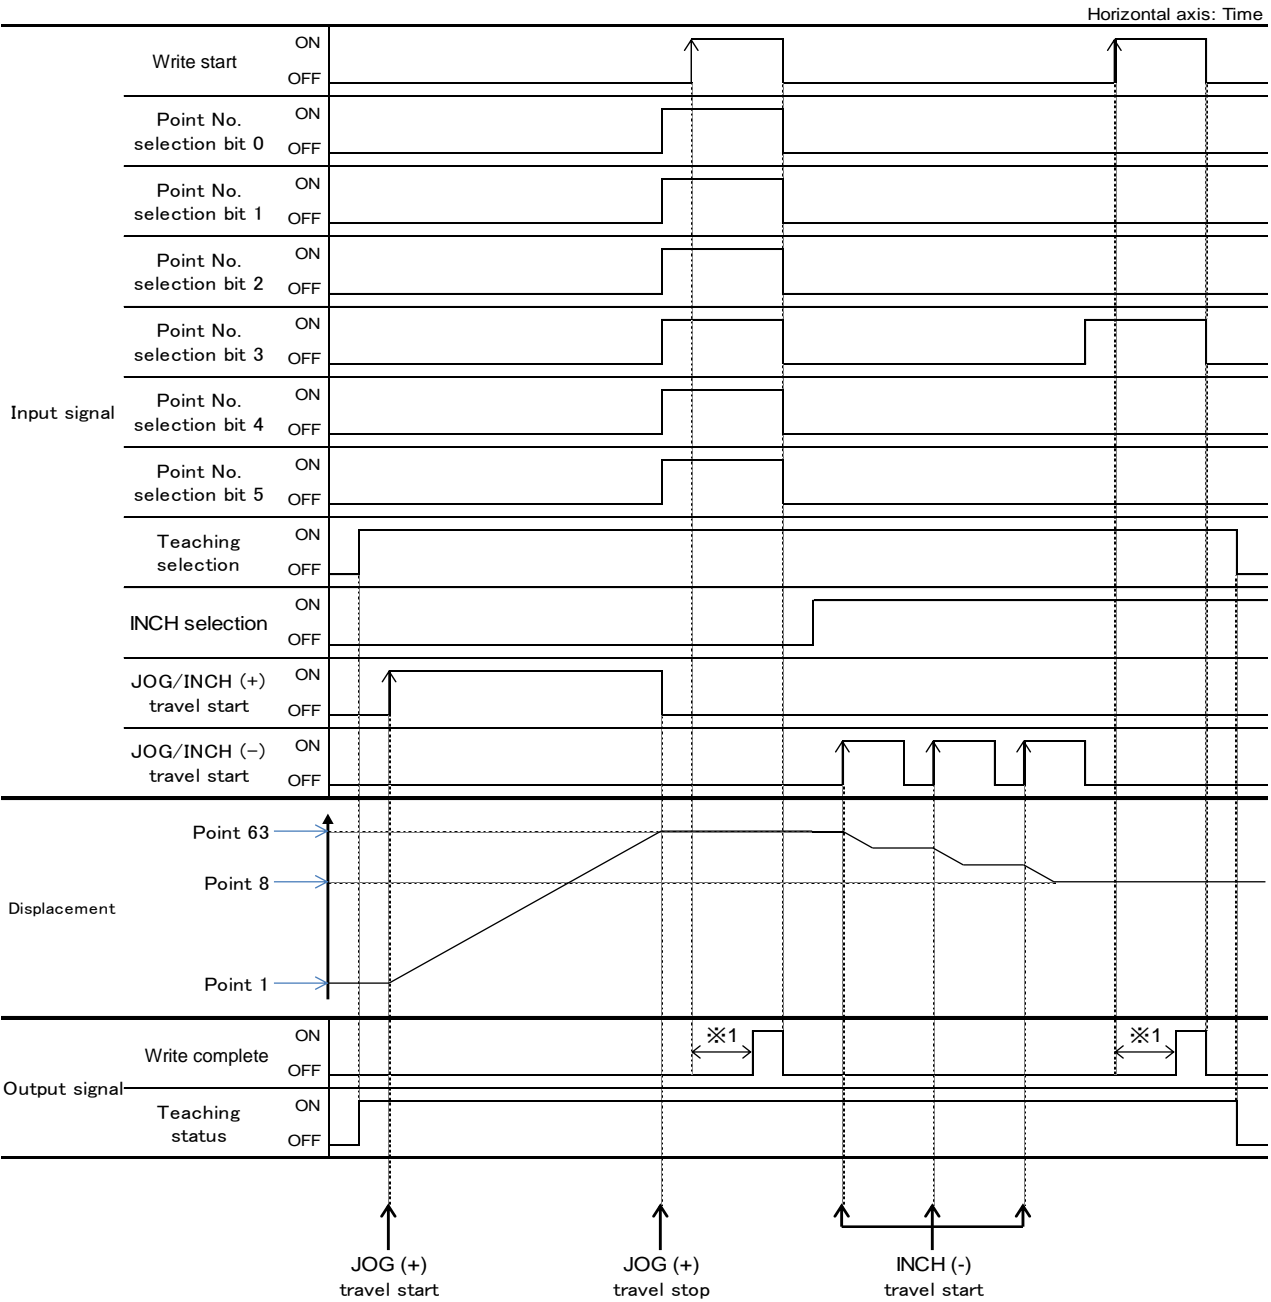 Horizontal axis: Time
Input signal
Write start
ON
OFF
Point No.
selection bit 0
ON
OFF
Point No.
selection bit 1
ON
OFF
Point No.
selection bit 2
ON
OFF
Point No.
selection bit 3
ON
OFF
Point No.
selection bit 4
ON
OFF
Point No.
selection bit 5
ON
OFF
Teaching
selection
ON
OFF
INCH selection
ON
OFF
JOG/INCH (+)
travel start
ON
OFF
JOG/INCH (−)
travel start
ON
OFF
Displacement
Point 63
Point 8
Point 1
Output signal
Write complete
ON
OFF
※1
※1
Teaching
status
ON
OFF
JOG (+)
travel start
JOG (+)
travel stop
INCH (-)
travel start